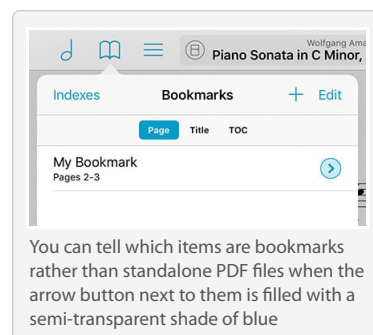 Wolfgang Ama
Piano Sonata in C Minor,
Indexes Bookmarks + Edit
Page Title TOC
My Bookmark
Pages 2-3
You can tell which items are bookmarks
rather than standalone PDF files when the
arrow button next to them is filled with a
semi-transparent shade of blue